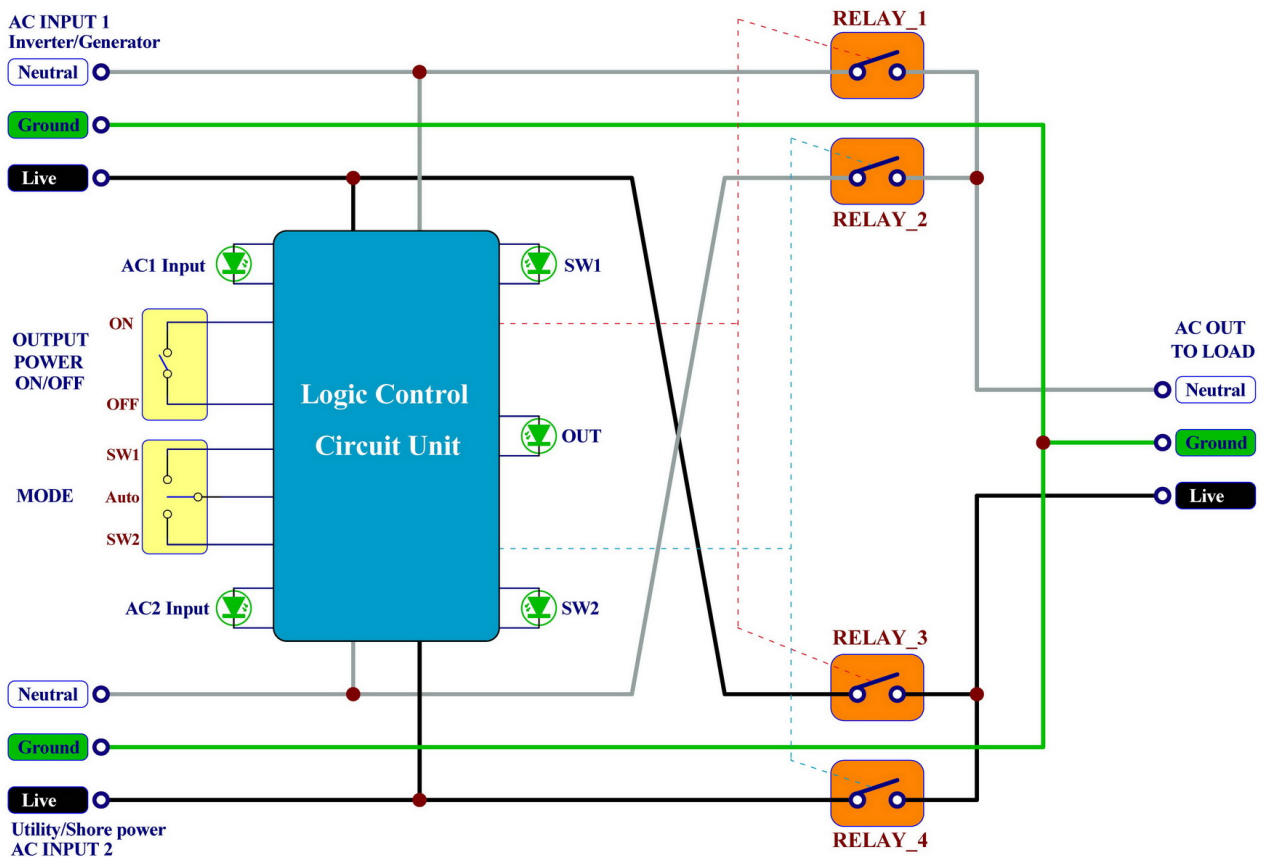 AC INPUT 1
Inverter/Generator
Neutral
Ground
Live
RELAY_1
RELAY_2
AC1 Input
SW1
OUTPUT
POWER
ON/OFF
ON
OFF
Logic Control
Circuit Unit
OUT
MODE
SW1
Auto
SW2
AC2 Input
SW2
AC OUT
TO LOAD
Neutral
Ground
Live
RELAY_3
RELAY_4
Neutral
Ground
Live
Utility/Shore power
AC INPUT 2